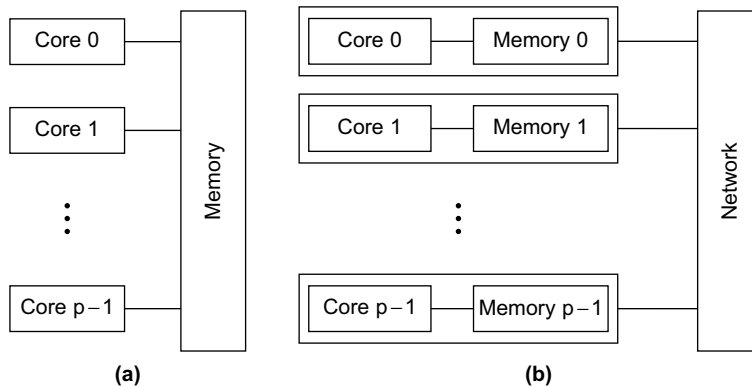 Core 0
Core 1
Core p−1
Memory
(a)
Core 0
Memory 0
Core 1
Memory 1
Core p−1
Memory p−1
Network
(b)